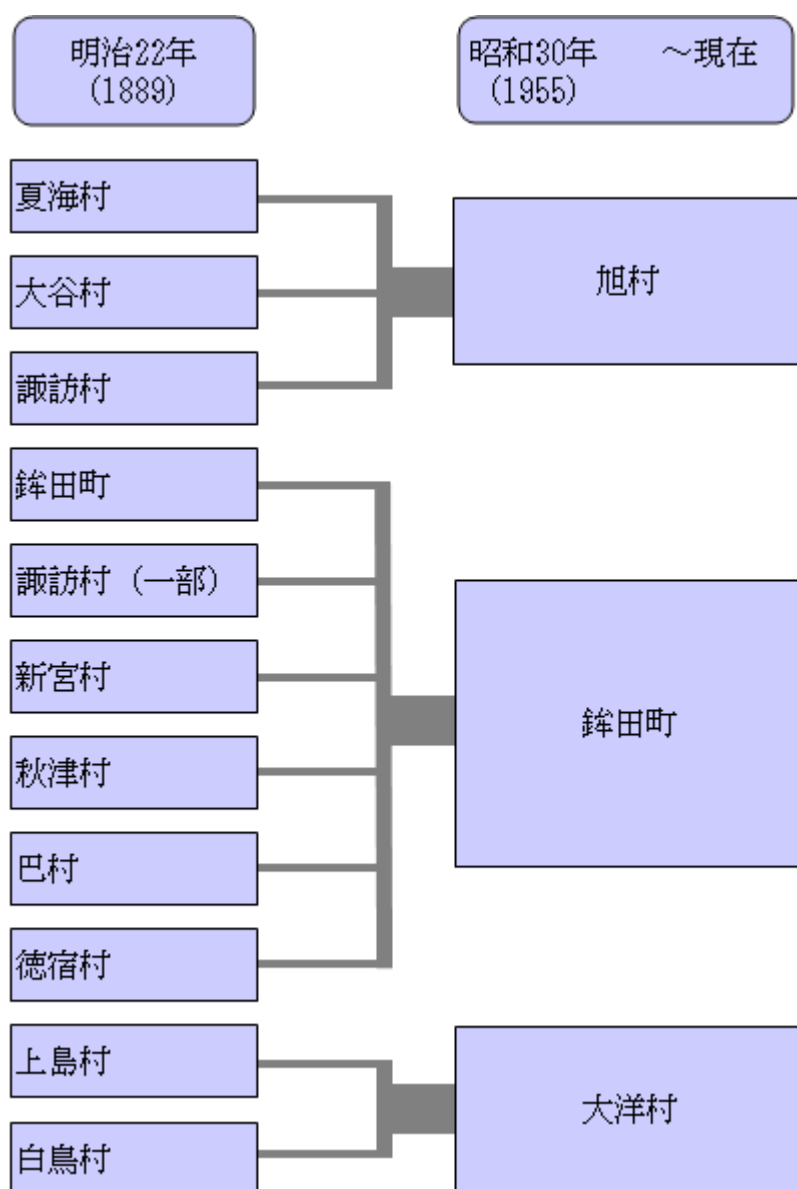 明治22年
(1889)
昭和30年　　～現在
(1955)
夏海村
大谷村
諏訪村
鉾田町
諏訪村（一部）
新宮村
秋津村
巴村
徳宿村
上島村
白鳥村
旭村
鉾田町
大洋村